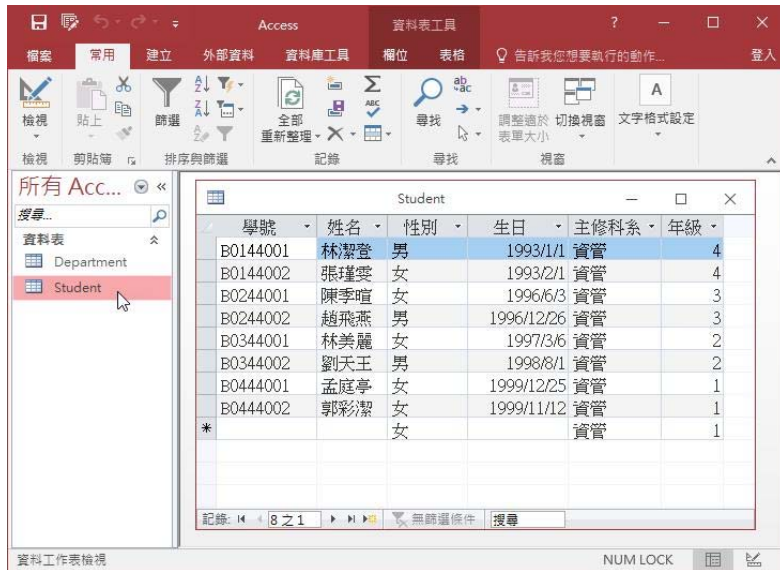 Access 資料表工具 ?
檔案 常用 建立 外部資料 資料庫工具 欄位 表格 告訴我您想要執行的動作... 登入
檢視 貼上 篩選 全部 重新整理 尋找 調整適於 表單大小 切換視窗 文字格式設定
檢視 剪貼簿 排序與篩選 記錄 尋找 視窗
所有 Acc...
搜尋...
資料表
Department
Student
Student
學號 姓名 性別 生日 主修科系 年級
B0144001 林潔登 男 1993/1/1 資管 4
B0144002 張瑾雯 女 1993/2/1 資管 4
B0244001 陳季暄 女 1996/6/3 資管 3
B0244002 趙飛燕 男 1996/12/26 資管 3
B0344001 林美麗 女 1997/3/6 資管 2
B0344002 劉天王 男 1998/8/1 資管 2
B0444001 孟庭亭 女 1999/12/25 資管 1
B0444002 郭彩潔 女 1999/11/12 資管 1
* 女 資管 1
記錄: 8 之 1 無篩選條件 搜尋
資料工作表檢視 NUM LOCK